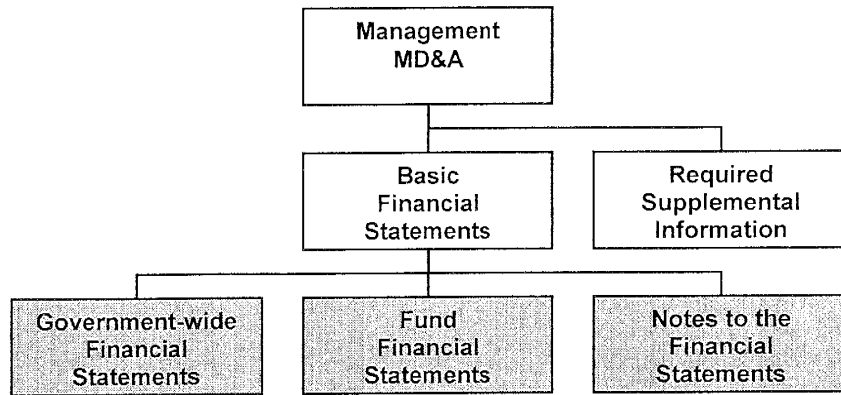 Management
MD&A
Basic
Financial
Statements
Required
Supplemental
Information
Government-wide
Financial
Statements
Fund
Financial
Statements
Notes to the
Financial
Statements